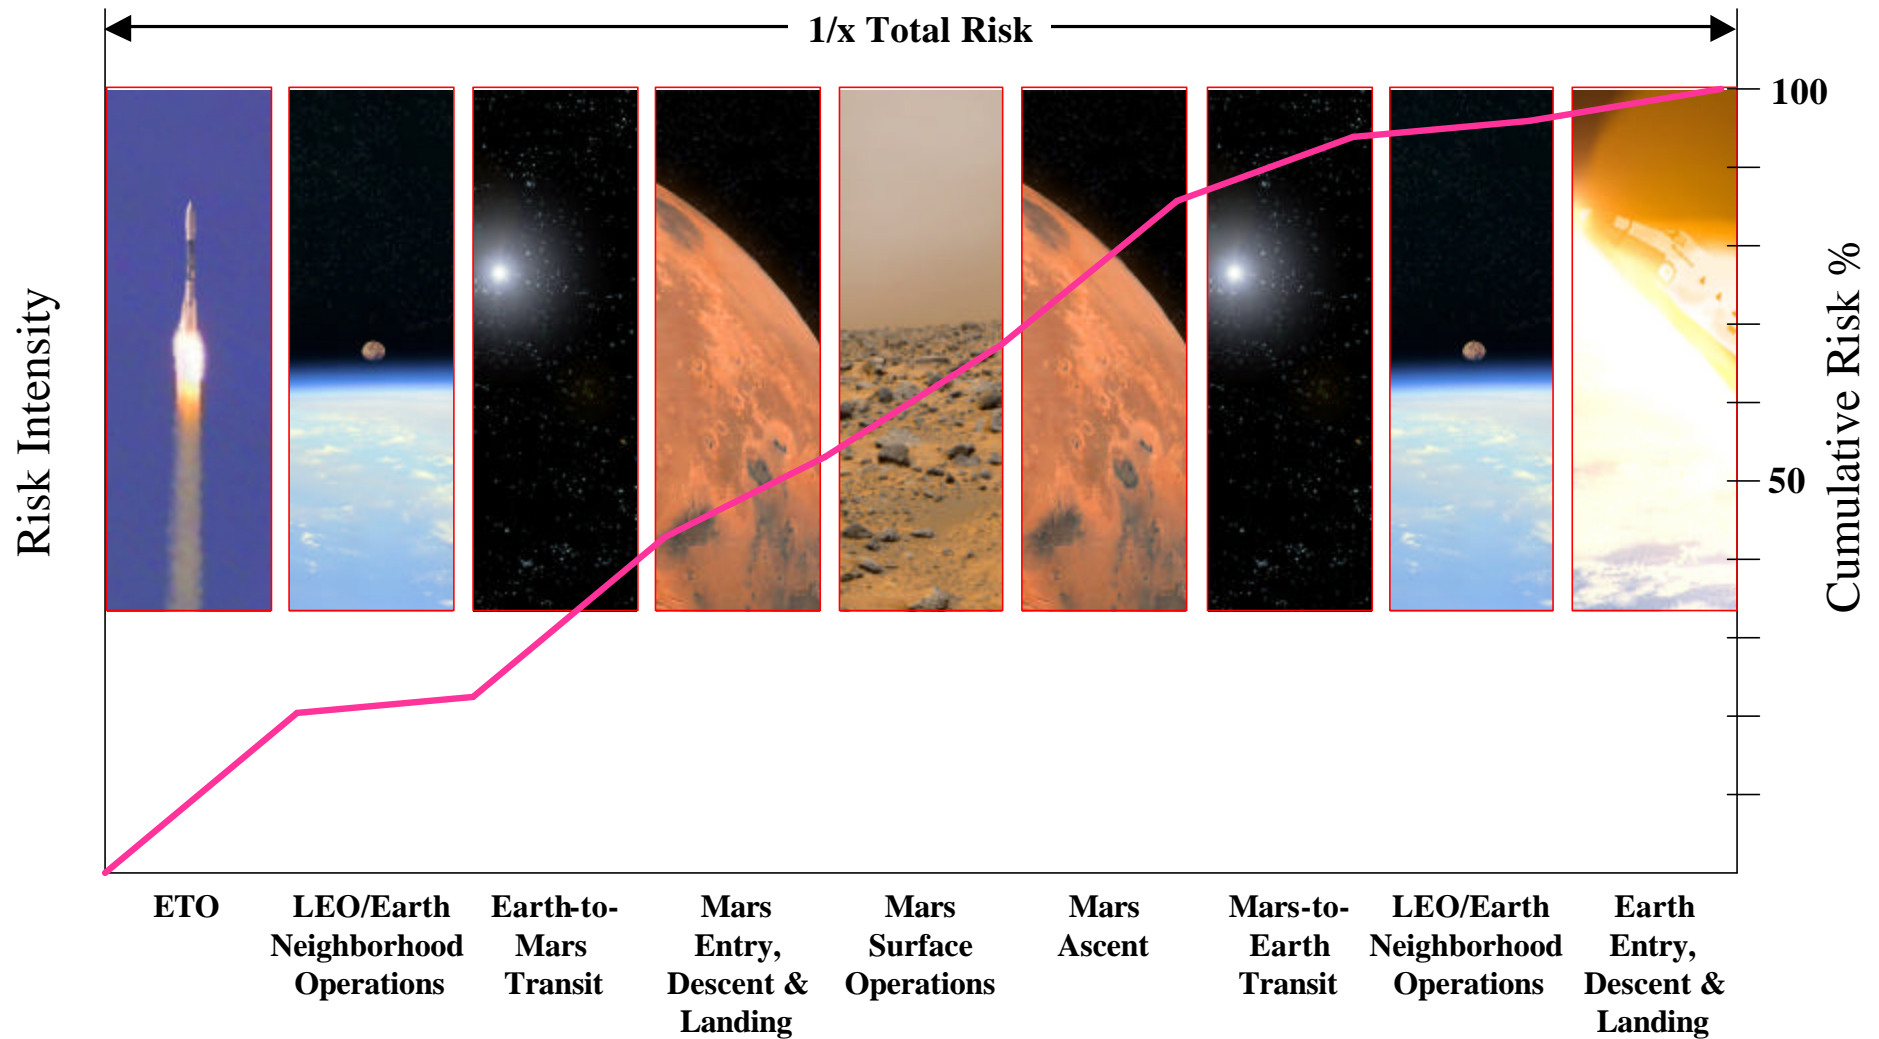 1/x Total Risk
100
50
Risk Intensity
Cumulative Risk %
ETO
LEO/Earth
Neighborhood
Operations
Earth-to-
Mars
Transit
Mars
Entry,
Descent &
Landing
Mars
Surface
Operations
Mars
Ascent
Mars-to-
Earth
Transit
LEO/Earth
Neighborhood
Operations
Earth
Entry,
Descent &
Landing